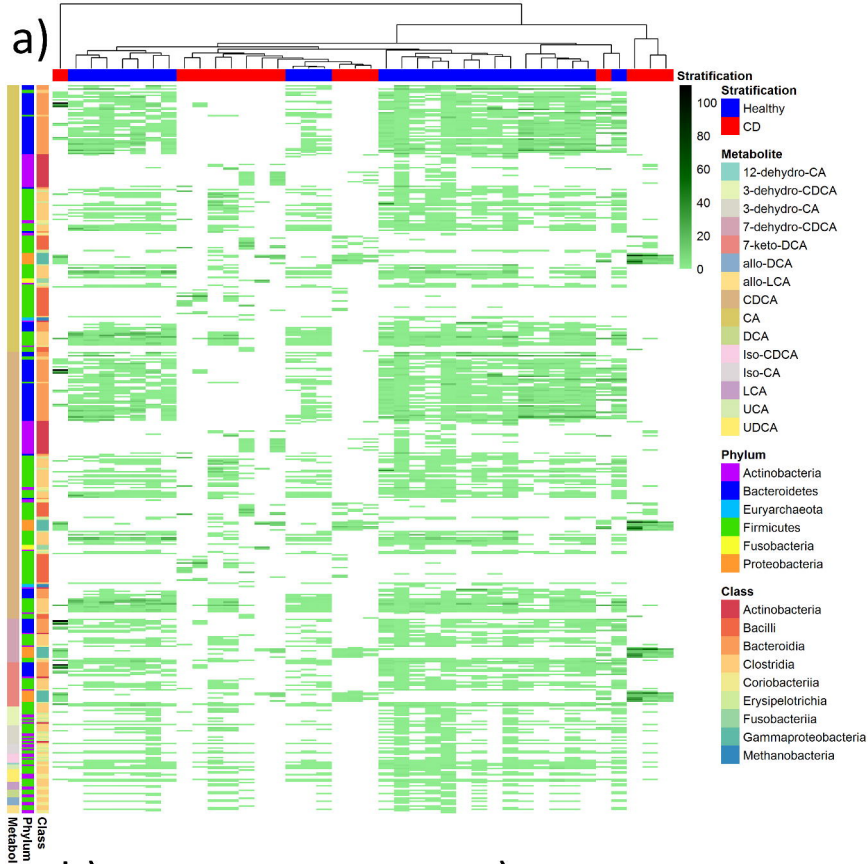 a)
Stratification
100
80
60
40
20
0
Stratification
Healthy
CD
Metabolite
12-dehydro-CA
3-dehydro-CDCA
3-dehydro-CA
7-dehydro-CDCA
7-keto-DCA
allo-DCA
allo-LCA
CDCA
CA
DCA
Iso-CDCA
Iso-CA
LCA
UCA
UDCA
Phylum
Actinobacteria
Bacteroidetes
Euryarchaeota
Firmicutes
Fusobacteria
Proteobacteria
Class
Actinobacteria
Bacilli
Bacteroidia
Clostridia
Coriobacteriia
Erysipelotrichia
Fusobacteriia
Gammaproteobacteria
Methanobacteria
Metabol
Phylum
Class